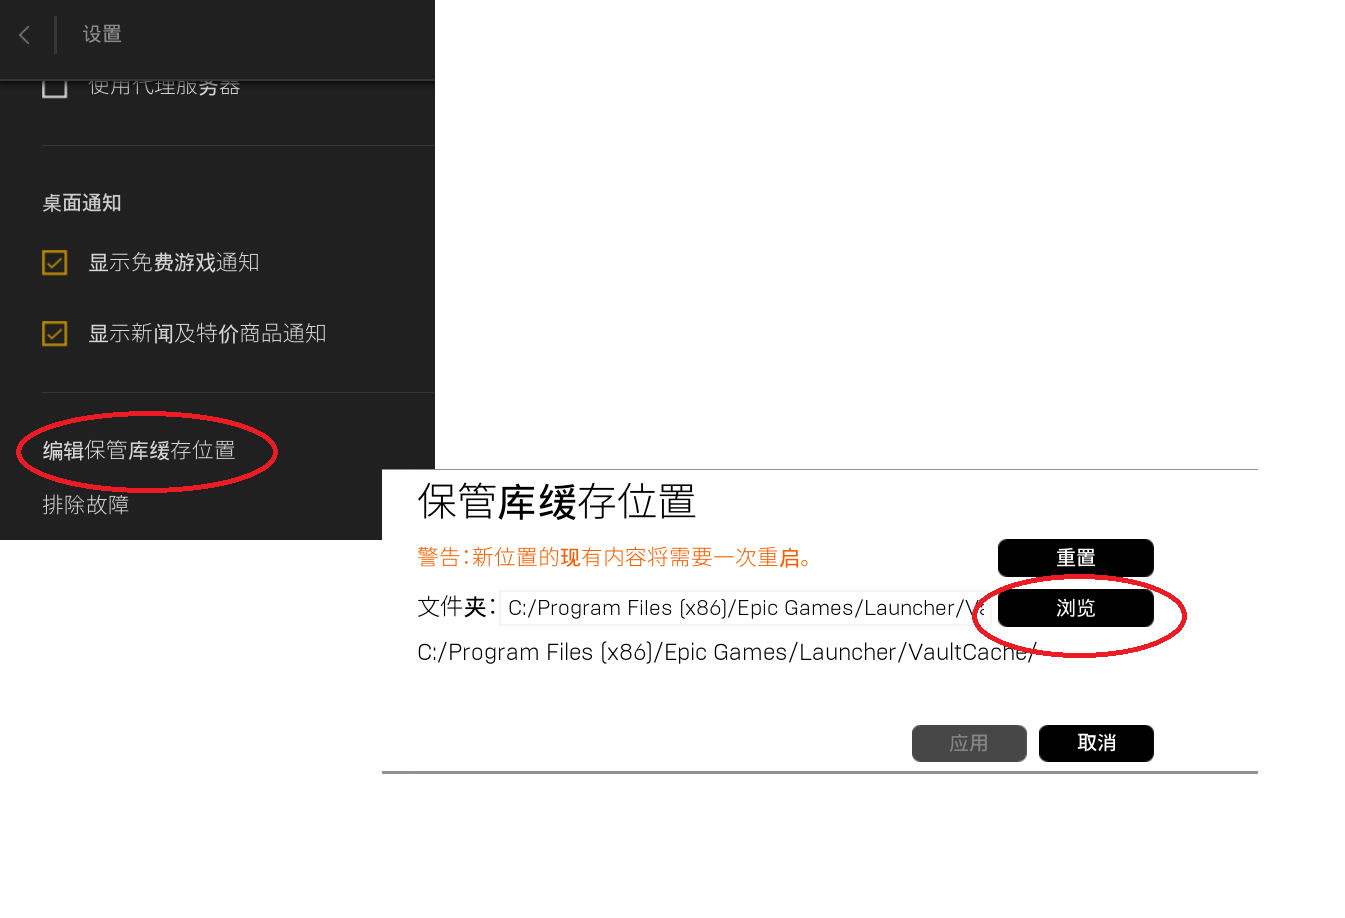 设置
使用代理服务器
桌面通知
显示免费游戏通知
显示新闻及特价商品通知
编辑保管库缓存位置
排除故障
保管库缓存位置
警告：新位置的现有内容将需要一次重启。
重置
文件夹： C:/Program Files (x86)/Epic Games/Launcher/Va
浏览
C:/Program Files (x86)/Epic Games/Launcher/VaultCache/
应用
取消